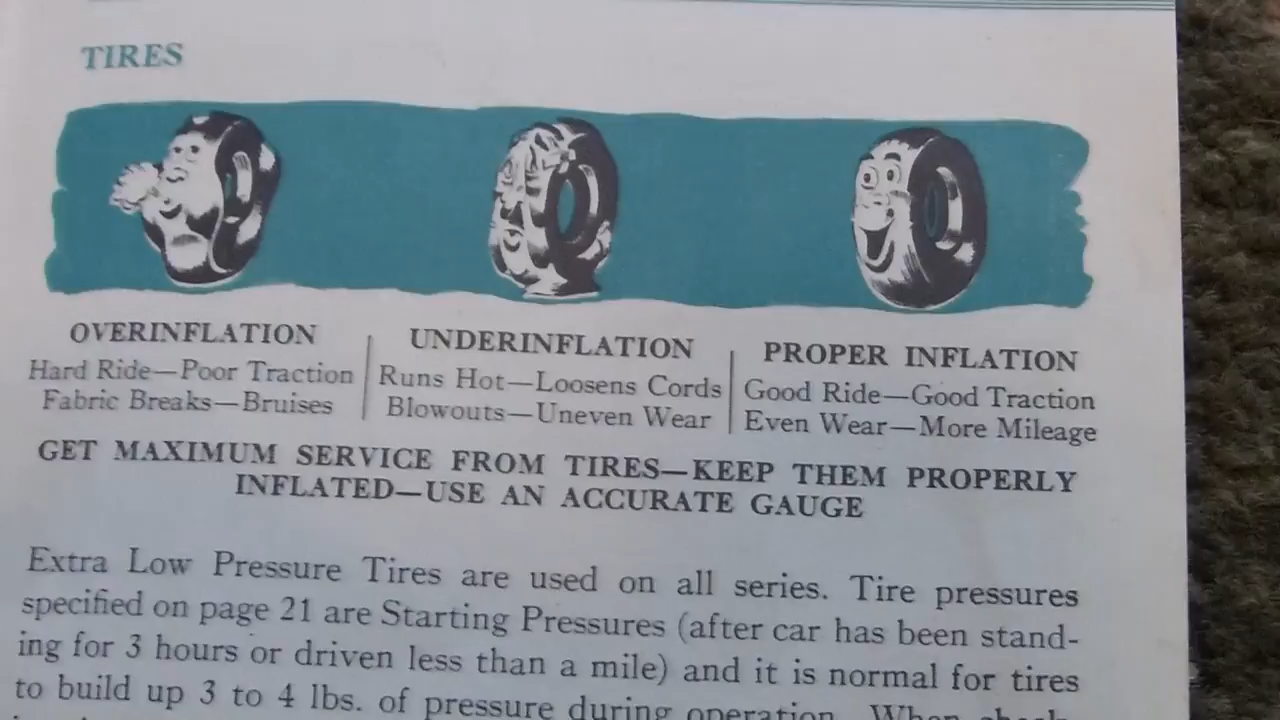 TIRES
OVERINFLATION
Hard Ride—Poor Traction
Fabric Breaks—Bruises
UNDERINFLATION
Runs Hot—Loosens Cords
Blowouts—Uneven Wear
PROPER INFLATION
Good Ride—Good Traction
Even Wear—More Mileage
GET MAXIMUM SERVICE FROM TIRES—KEEP THEM PROPERLY
INFLATED—USE AN ACCURATE GAUGE
Extra Low Pressure Tires are used on all series. Tire pressures
specified on page 21 are Starting Pressures (after car has been stand-
ing for 3 hours or driven less than a mile) and it is normal for tires
to build up 3 to 4 lbs. of pressure during operation. When check-